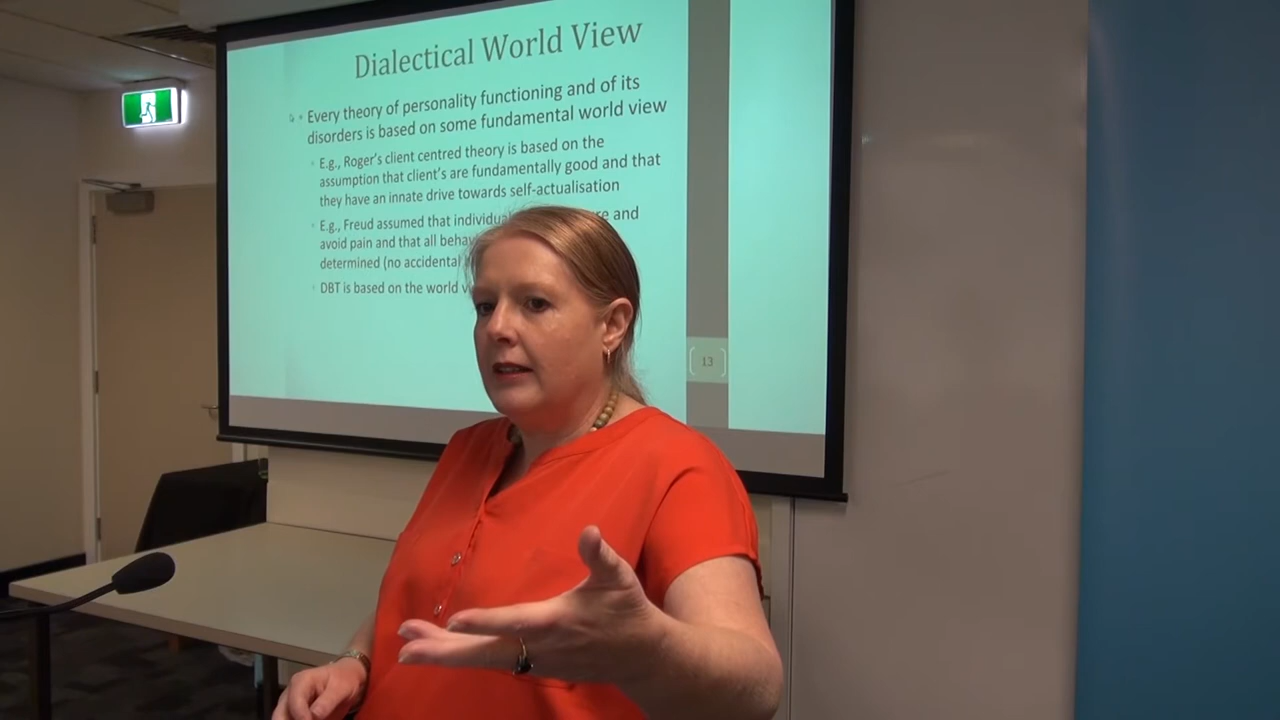 Dialectical World View
Every theory of personality functioning and of its
disorders is based on some fundamental world view
E.g., Roger's client centred theory is based on the
assumption that client's are fundamentally good and that
they have an innate drive towards self-actualisation
E.g., Freud assumed that and
avoid pain and that all
determined (no accidental
DBT is based on the world
13